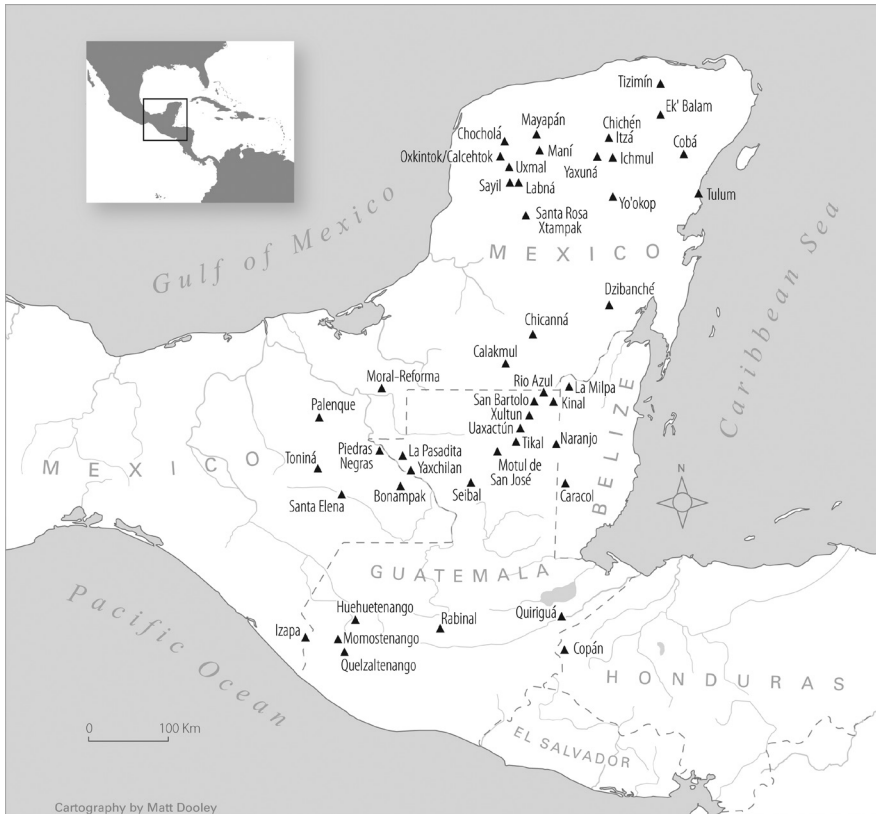 Tizimín
Ek' Balam
Mayapán
Chichén
Itzá
Chocholá
Cobá
Maní
Oxkintok/Calcehtok
Ichmul
Uxmal
Yaxuná
Sayil
Labná
Yo'okop
Tulum
Santa Rosa
Xtampak
Gulf of Mexico
MEXICO
Caribbean Sea
Dzibanché
Chicanná
Calakmul
Moral-Reforma
Rio Azul
La Milpa
San Bartolo
Kinal
Palenque
Xultun
Uaxactún
BELIZE
Tikal
Naranjo
Piedras
Negras
La Pasadita
MEXICO
Toniná
Yaxchilan
Motul de
San José
N
Bonampak
Seibal
Caracol
Santa Elena
GUATEMALA
Pacific Ocean
Huehuetenango
Rabinal
Quiriguá
Izapa
Momostenango
Quelzaltenango
Copán
HONDURAS
0 100 Km
EL SALVADOR
Cartography by Matt Dooley